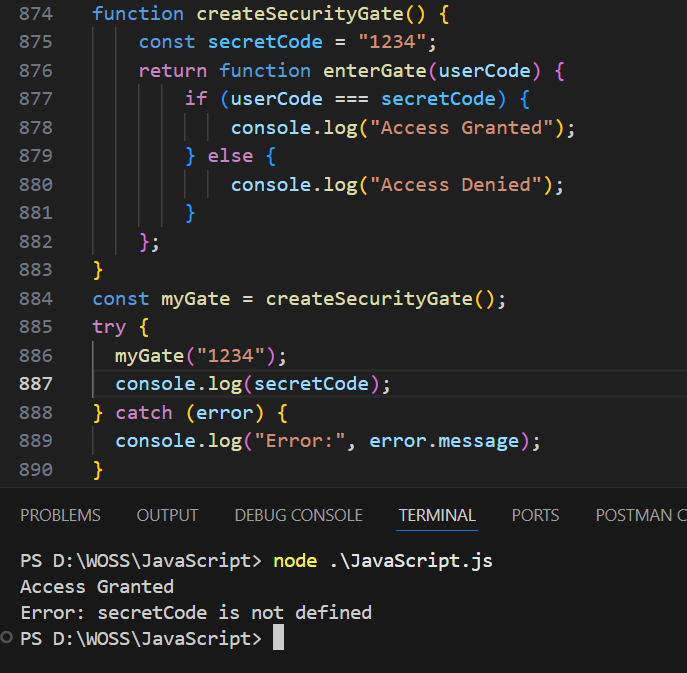 874 function createSecurityGate() {
875 const secretCode = "1234";
876 return function enterGate(userCode) {
877 if (userCode === secretCode) {
878 console.log("Access Granted");
879 } else {
880 console.log("Access Denied");
881 }
882 };
883 }
884 const myGate = createSecurityGate();
885 try {
886 myGate("1234");
887 console.log(secretCode);
888 } catch (error) {
889 console.log("Error:", error.message);
890 }
PROBLEMS OUTPUT DEBUG CONSOLE TERMINAL PORTS POSTMAN C
PS D:\WOSS\JavaScript> node .\JavaScript.js
Access Granted
Error: secretCode is not defined
PS D:\WOSS\JavaScript>